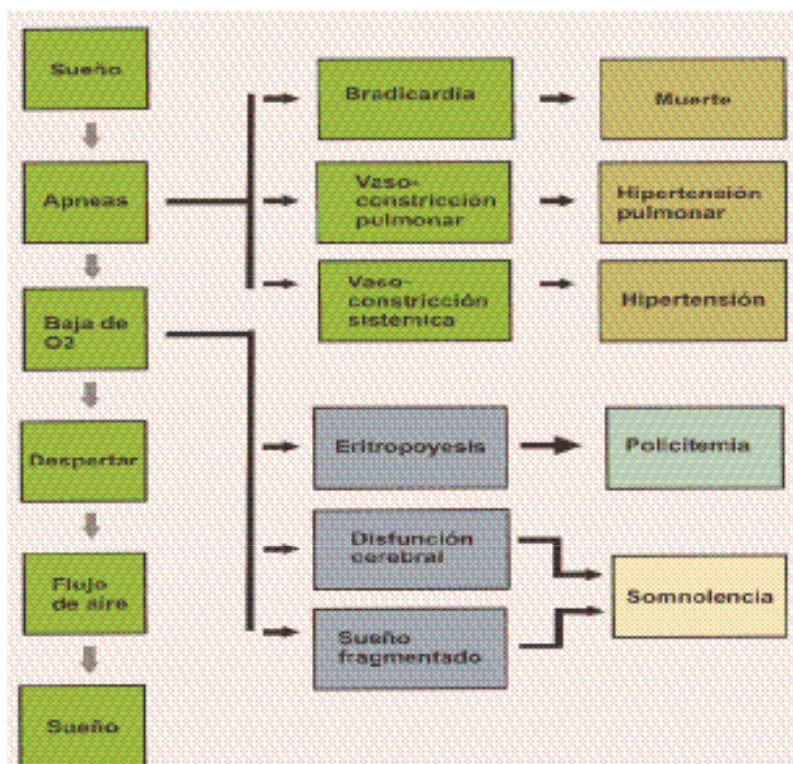 Sueño
Apneas
Baja de
O2
Despertar
Flujo
de aire
Sueño
Bradicardia
Vaso-
constricción
pulmonar
Vaso-
constricción
sistémica
Eritropoyesis
Disfunción
cerebral
Sueño
fragmentado
Muerte
Hipertensión
pulmonar
Hipertensión
Policitemia
Somnolencia